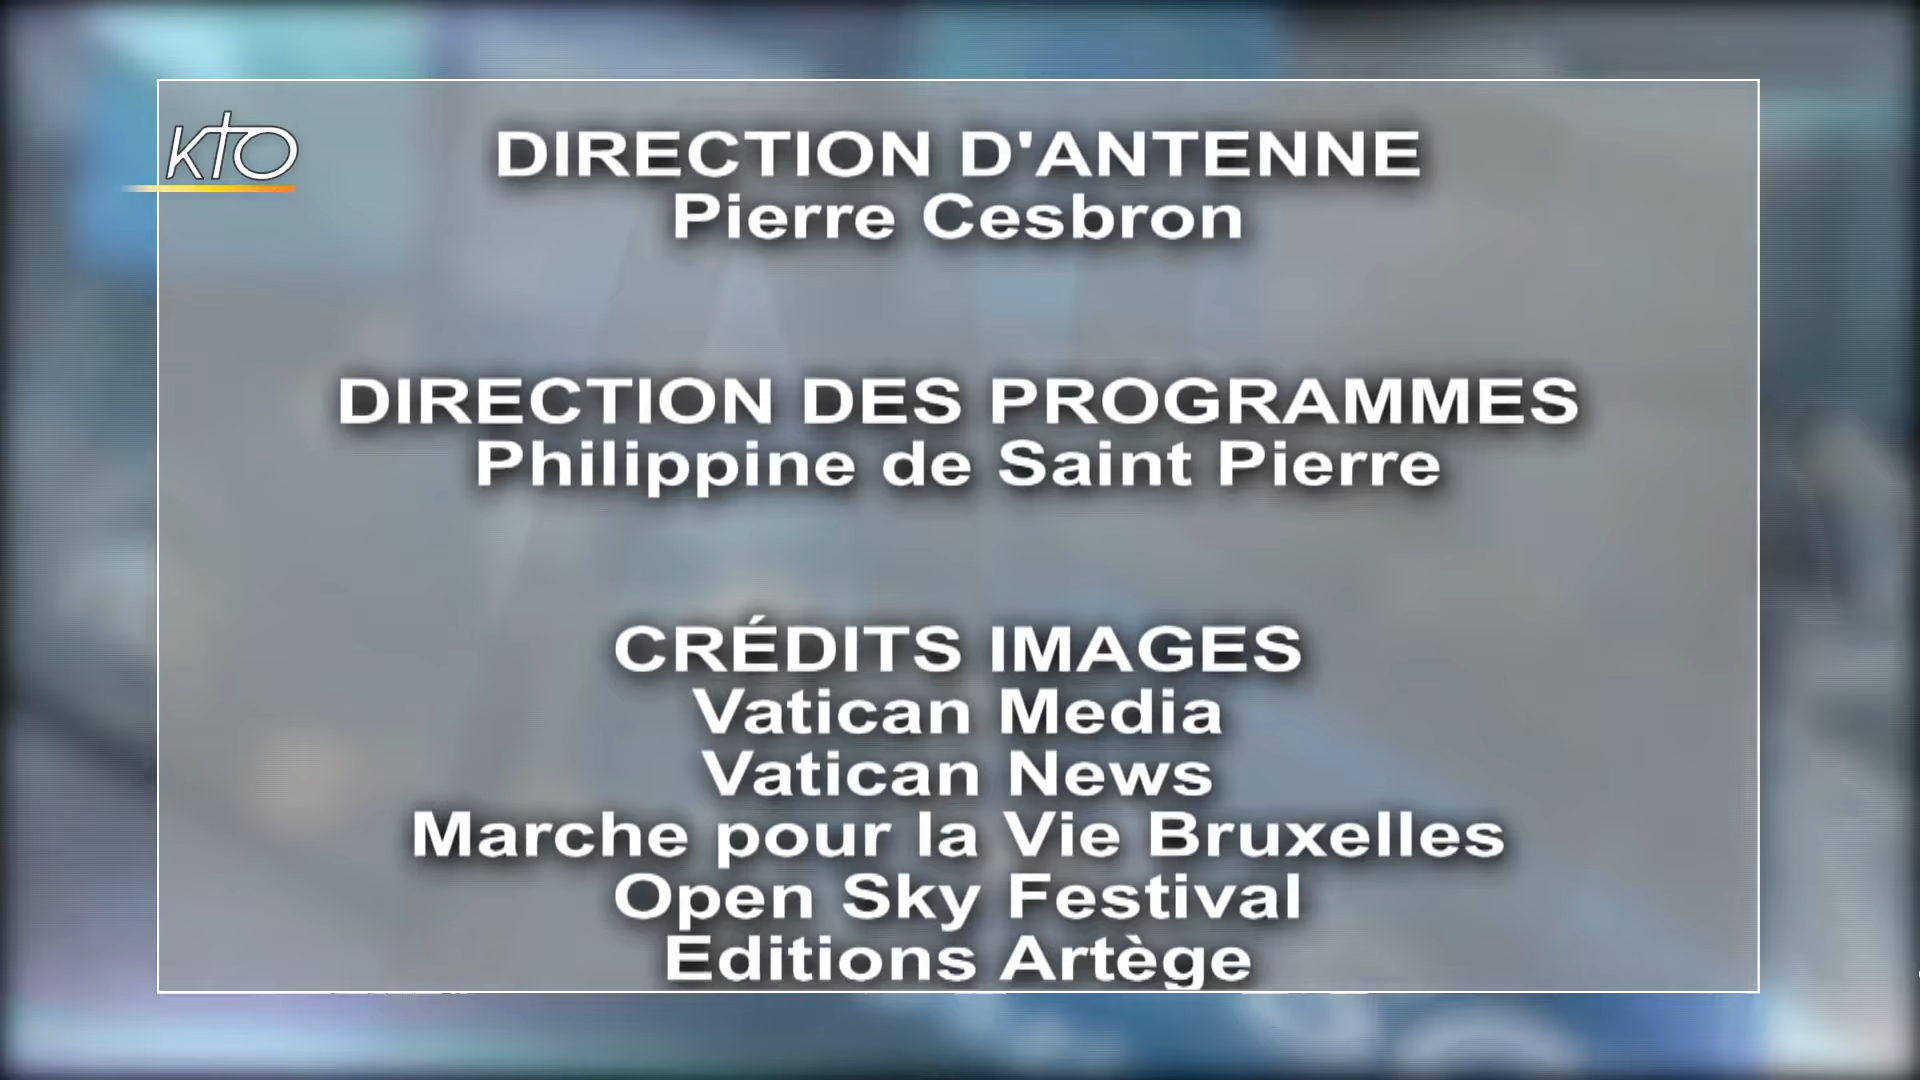 KTO
DIRECTION D'ANTENNE
Pierre Cesbron
DIRECTION DES PROGRAMMES
Philippine de Saint Pierre
CRÉDITS IMAGES
Vatican Media
Vatican News
Marche pour la Vie Bruxelles
Open Sky Festival
Editions Artège